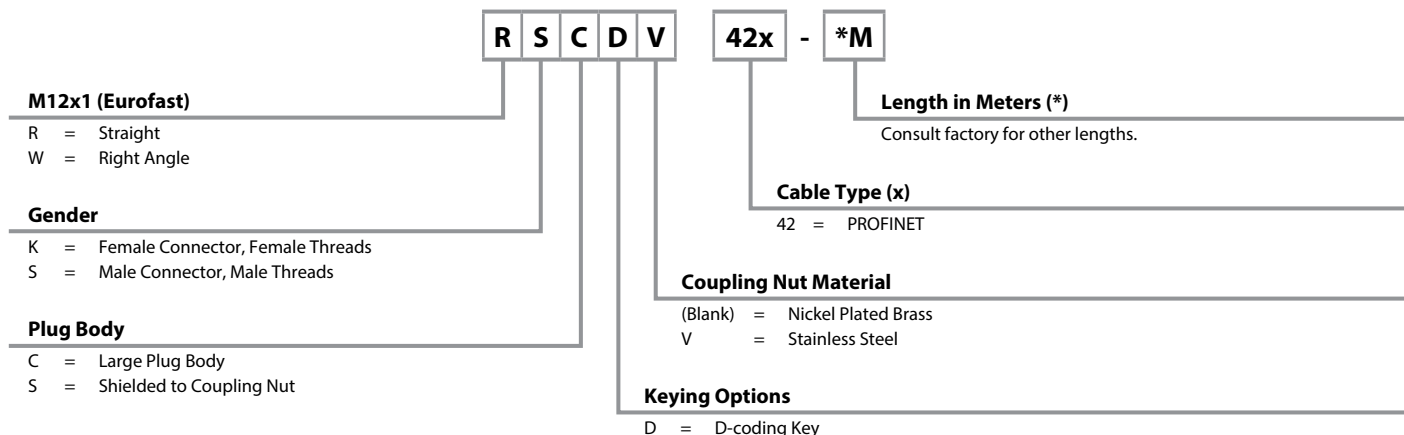 R S C D V 42x - *M
M12x1 (Eurofast)
R = Straight
W = Right Angle
Gender
K = Female Connector, Female Threads
S = Male Connector, Male Threads
Plug Body
C = Large Plug Body
S = Shielded to Coupling Nut
Length in Meters (*)
Consult factory for other lengths.
Cable Type (x)
42 = PROFINET
Coupling Nut Material
(Blank) = Nickel Plated Brass
V = Stainless Steel
Keying Options
D = D-coding Key